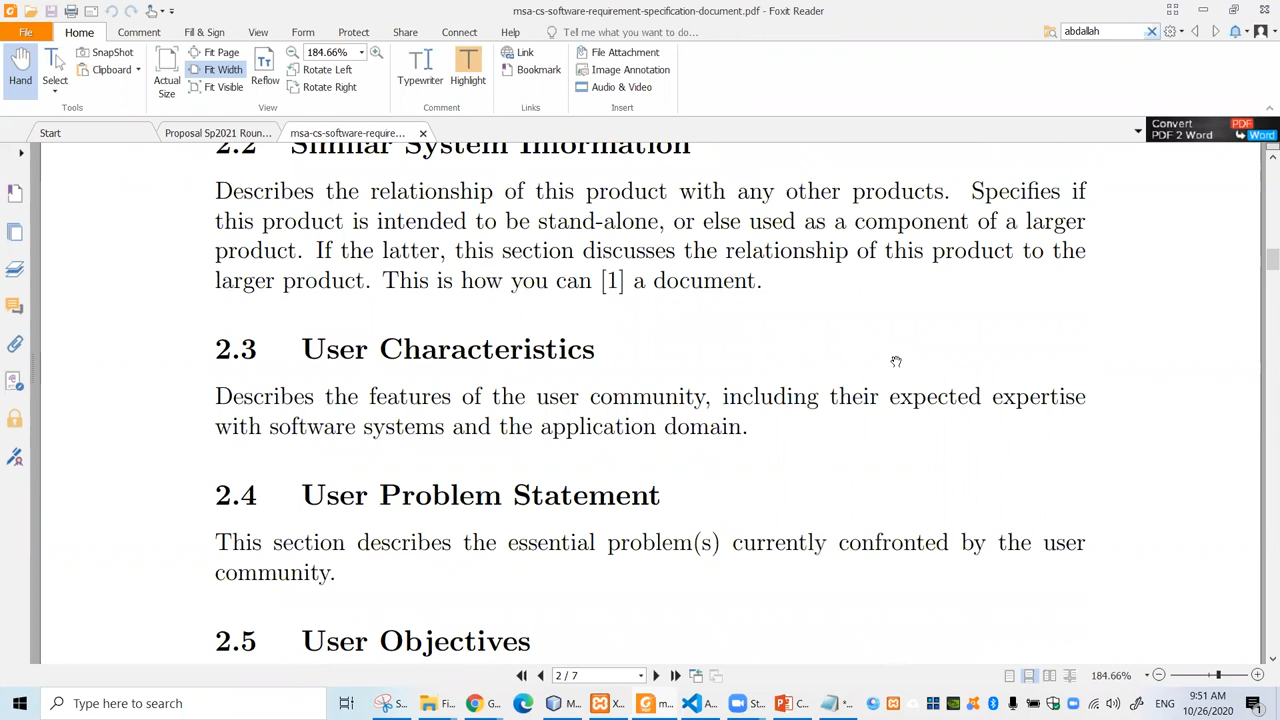 msa-cs-software-requirement-specification-document.pdf - Foxit Reader
File Home Comment Fill & Sign View Form Protect Share Connect Help Tell me what you want to do... abdallah
Hand Select SnapShot Clipboard Actual Size Fit Page Fit Width Fit Visible Reflow 184.66% Rotate Left Rotate Right Typewriter Highlight Link Bookmark File Attachment Image Annotation Audio & Video
Tools View Comment Links Insert
Start Proposal Sp2021 Roun... msa-cs-software-require... Convert PDF 2 Word PDF Word
2.2 Similar System Information
Describes the relationship of this product with any other products. Specifies if
this product is intended to be stand-alone, or else used as a component of a larger
product. If the latter, this section discusses the relationship of this product to the
larger product. This is how you can [1] a document.
2.3 User Characteristics
Describes the features of the user community, including their expected expertise
with software systems and the application domain.
2.4 User Problem Statement
This section describes the essential problem(s) currently confronted by the user
community.
2.5 User Objectives
2 / 7 184.66%
Type here to search S... Fi... G... M... X... m... A... St... C... *... ENG 9:51 AM
10/26/2020